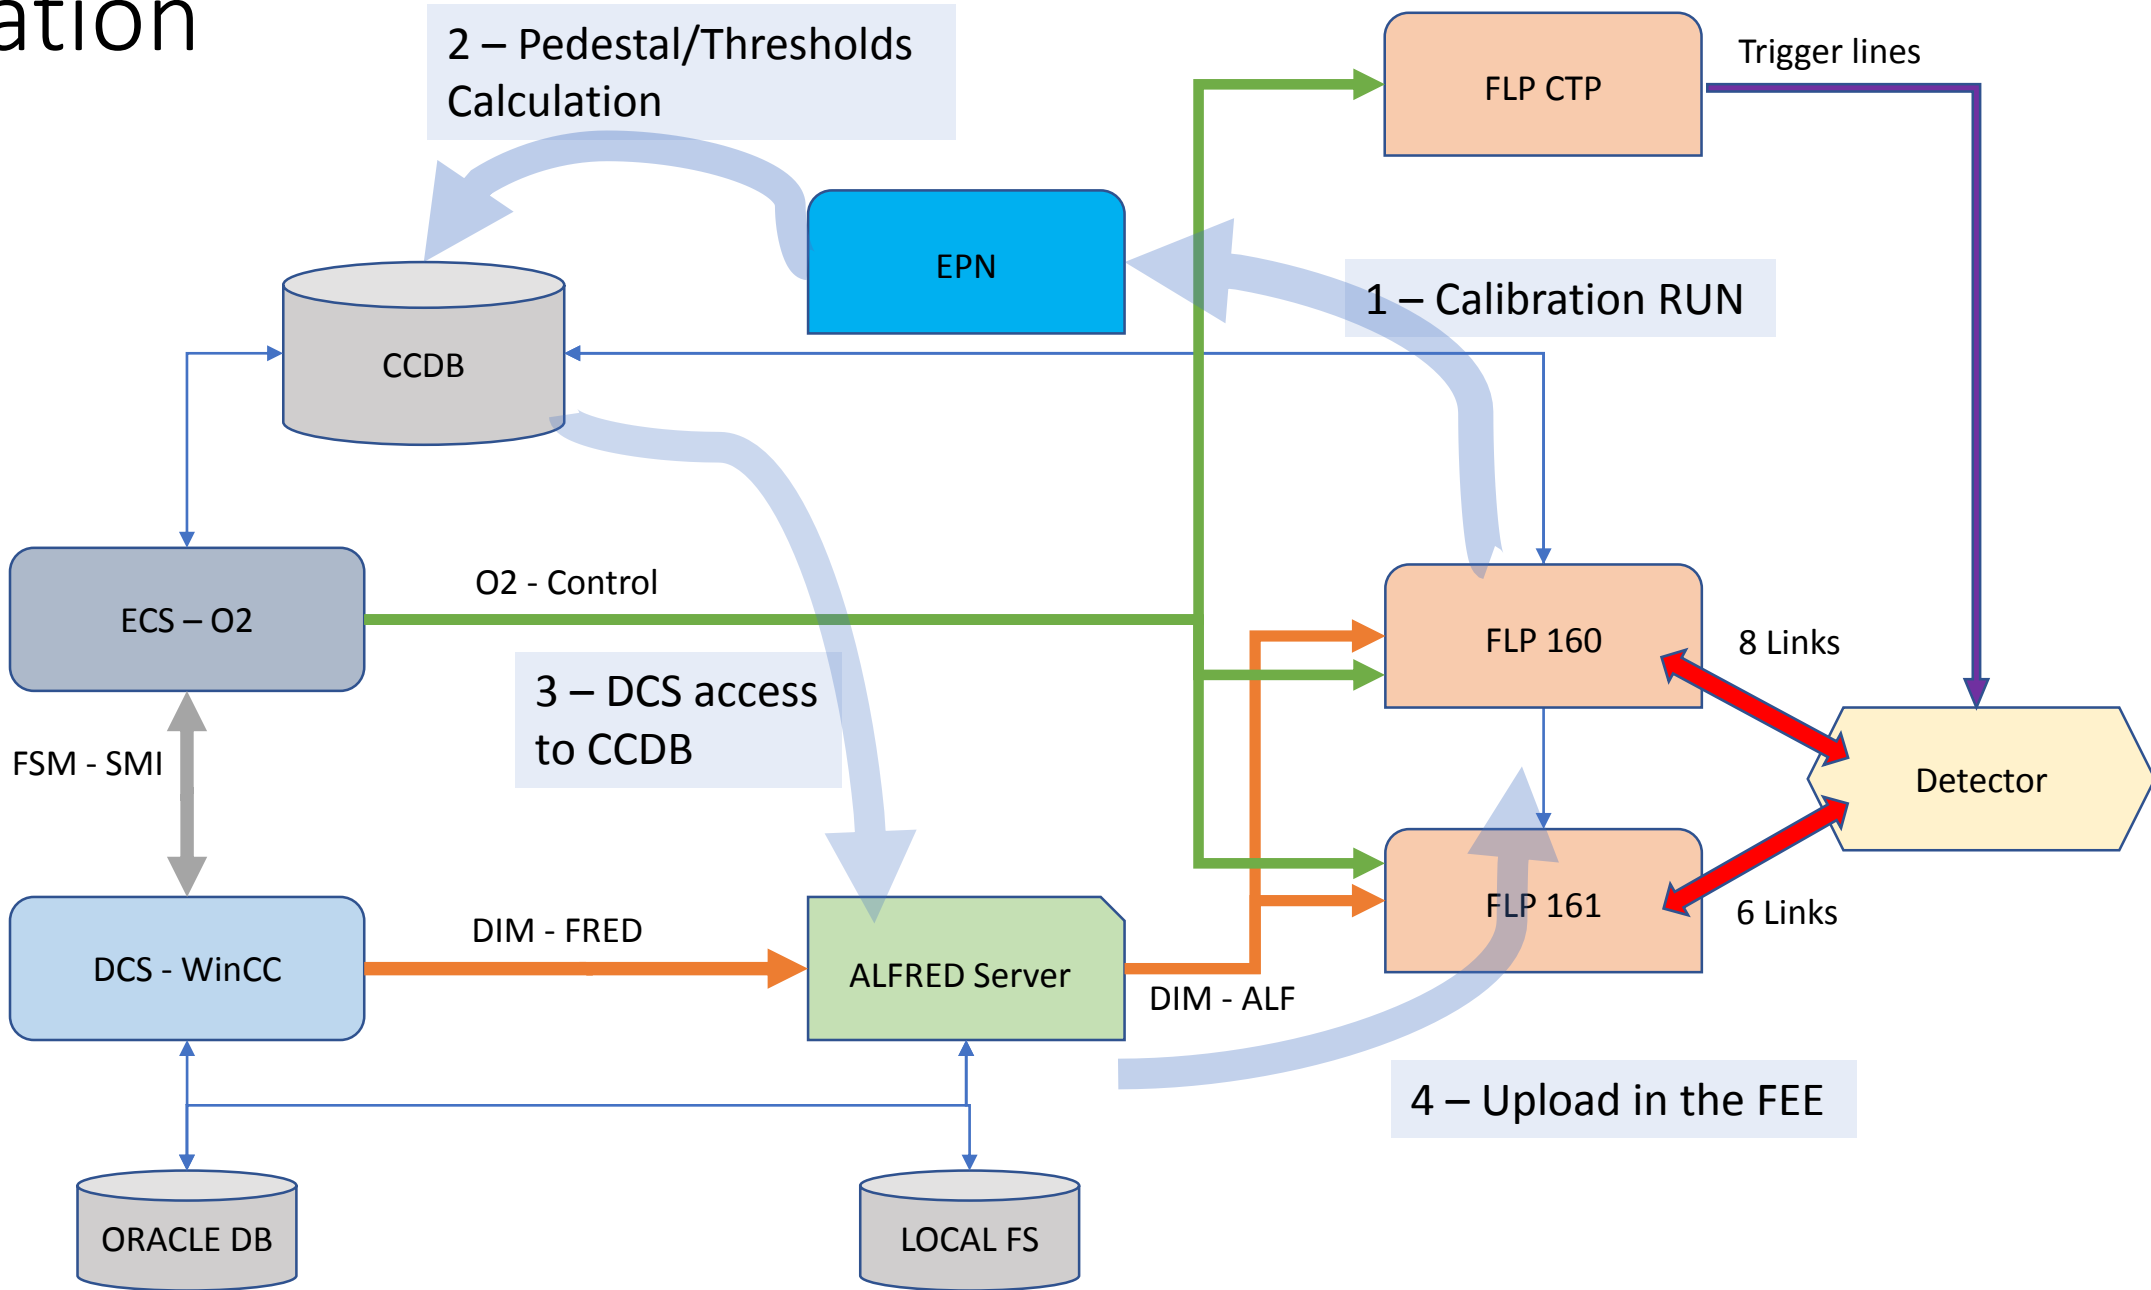 ation
2 – Pedestal/Thresholds
Calculation
Trigger lines
FLP CTP
EPN
1 – Calibration RUN
CCDB
O2 - Control
ECS – O2
FLP 160
8 Links
3 – DCS access
to CCDB
FSM - SMI
Detector
FLP 161
6 Links
DIM - FRED
DCS - WinCC
ALFRED Server
DIM - ALF
4 – Upload in the FEE
ORACLE DB
LOCAL FS